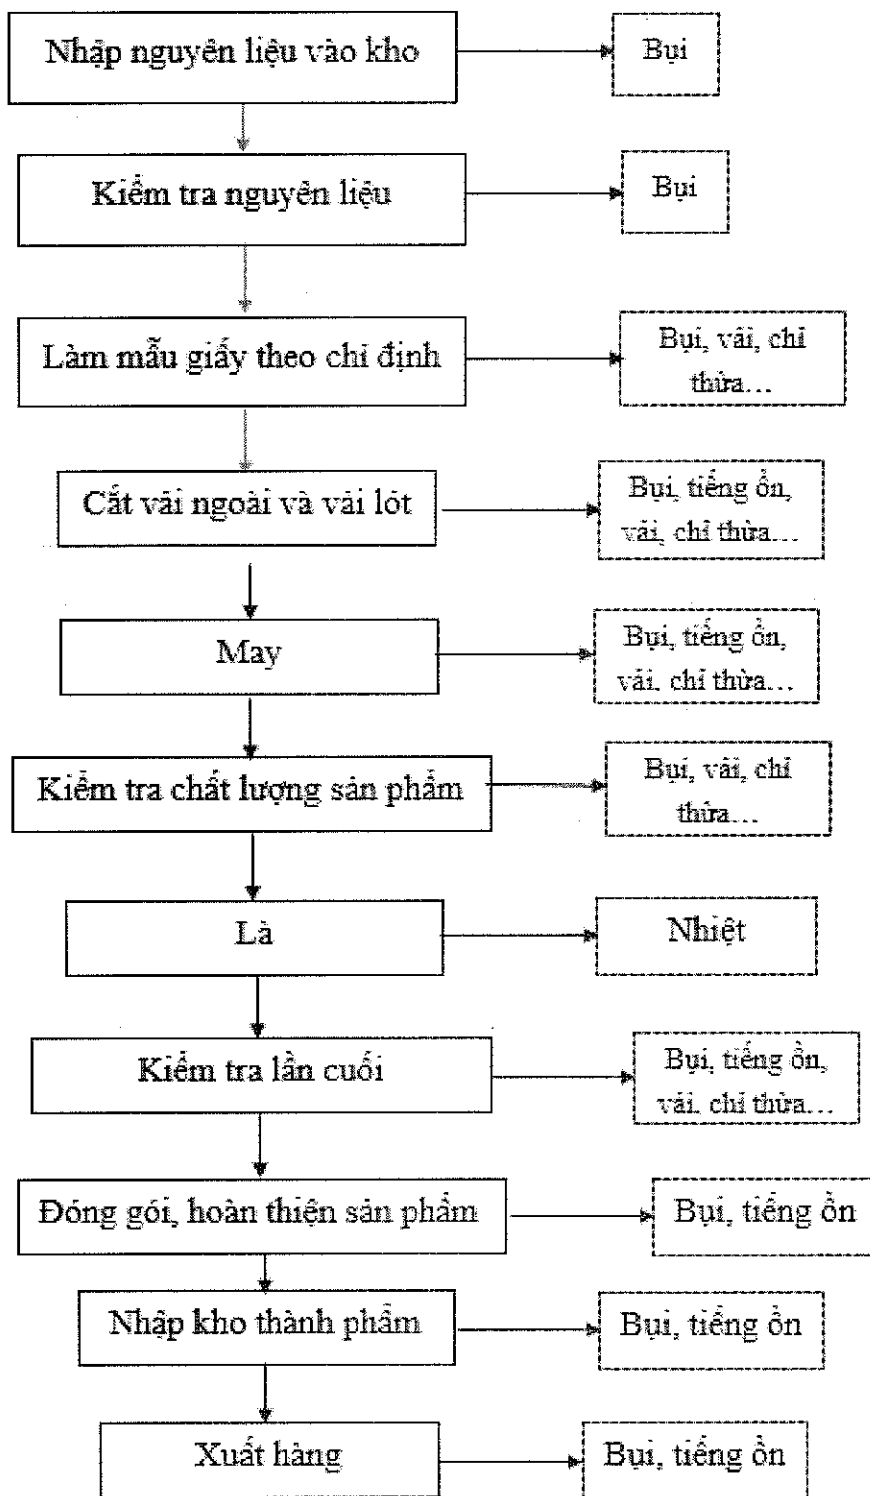 Nhập nguyên liệu vào kho
Bụi
Kiểm tra nguyên liệu
Bụi
Làm mẫu giấy theo chỉ định
Bụi, vải, chỉ
thừa...
Cắt vải ngoài và vải lót
Bụi, tiếng ồn,
vải, chỉ thừa...
May
Bụi, tiếng ồn,
vải, chỉ thừa...
Kiểm tra chất lượng sản phẩm
Bụi, vải, chỉ
thừa...
Là
Nhiệt
Kiểm tra lần cuối
Bụi, tiếng ồn,
vải, chỉ thừa...
Đóng gói, hoàn thiện sản phẩm
Bụi, tiếng ồn
Nhập kho thành phẩm
Bụi, tiếng ồn
Xuất hàng
Bụi, tiếng ồn